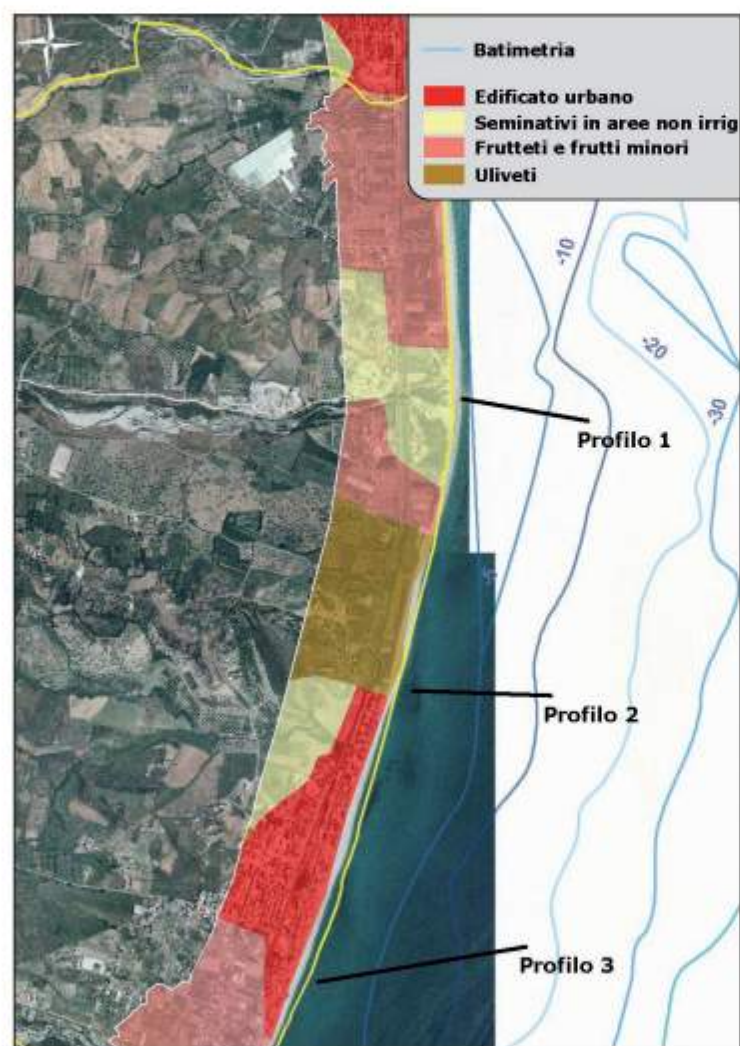 Batimetria
Edificato urbano
Seminativi in aree non irrig
Frutteti e frutti minori
Uliveti
-10
-20
-30
Profilo 1
-5
Profilo 2
Profilo 3